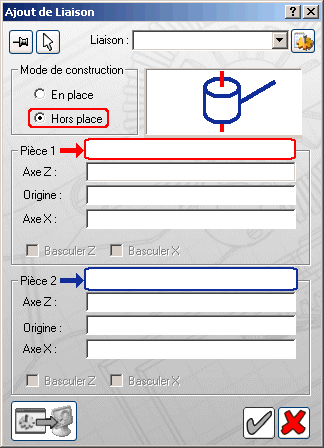 Ajout de Liaison
Liaison :
Mode de construction
En place
Hors place
Pièce 1
Axe Z :
Origine :
Axe X :
Basculer Z Basculer X
Pièce 2
Axe Z :
Origine :
Axe X :
Basculer Z Basculer X